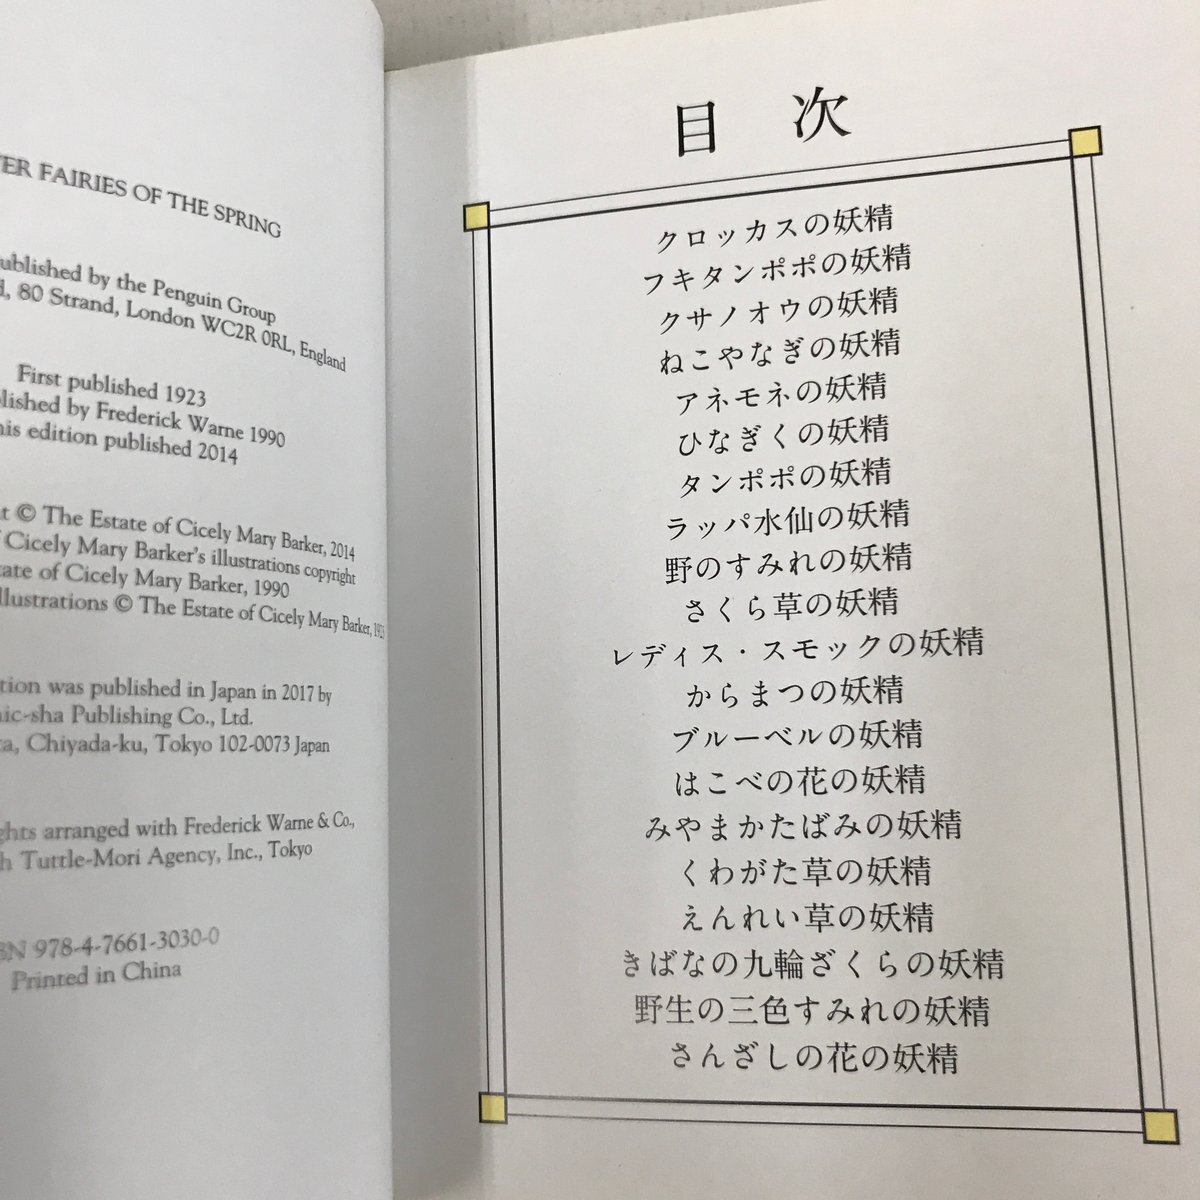 FAIRIES OF THE SPRING
published by the Penguin Group
80 Strand, London WC2R 0RL, England
First published 1923
published by Frederick Warne 1990
this edition published 2014
© The Estate of Cicely Mary Barker, 2014
Cicely Mary Barker's illustrations copyright
Estate of Cicely Mary Barker, 1990
illustrations © The Estate of Cicely Mary Barker, 1923
was published in Japan in 2017 by
Publishing Co., Ltd.
Chiyada-ku, Tokyo 102-0073 Japan
arranged with Frederick Warne & Co.,
Tuttle-Mori Agency, Inc., Tokyo
978-4-7661-3030-0
Printed in China
目 次
クロッカスの妖精
フキタンポポの妖精
クサノオウの妖精
ねこやなぎの妖精
アネモネの妖精
ひなぎくの妖精
タンポポの妖精
ラッパ水仙の妖精
野のすみれの妖精
さくら草の妖精
レディス・スモックの妖精
からまつの妖精
ブルーベルの妖精
はこべの花の妖精
みやまかたばみの妖精
くわがた草の妖精
えんれい草の妖精
きばなの九輪ざくらの妖精
野生の三色すみれの妖精
さんざしの花の妖精